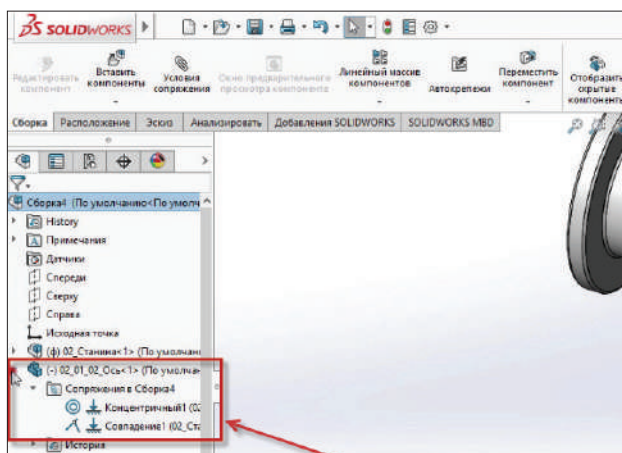 SOLIDWORKS
Редактировать компонент
Вставить компоненты
Условия сопряжения
Окно предварительного просмотра компонента
Линейный массив компонентов
Автокрепежи
Переместить компонент
Отобразить скрытые компоненты
Сборка Расположение Эскиз Анализировать Добавления SOLIDWORKS SOLIDWORKS MBD
Сборка4 (По умолчанию<По умолч
History
Примечания
Датчики
Спереди
Сверху
Справа
Исходная точка
(ф) 02_Станина<1> (По умолчани
(-) 02_01_02_Ось<1> (По умолча
Сопряжения в Сборка4
Концентричный1 (02
Совпадение1 (02_Ста
История